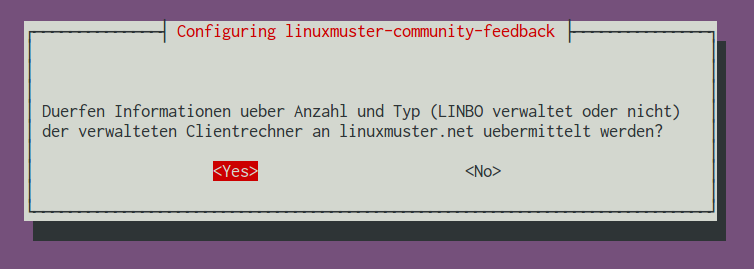 Configuring linuxmuster-community-feedback
Duerfen Informationen ueber Anzahl und Typ (LINBO verwaltet oder nicht)
der verwalteten Clientrechner an linuxmuster.net uebermittelt werden?
<Yes> <No>